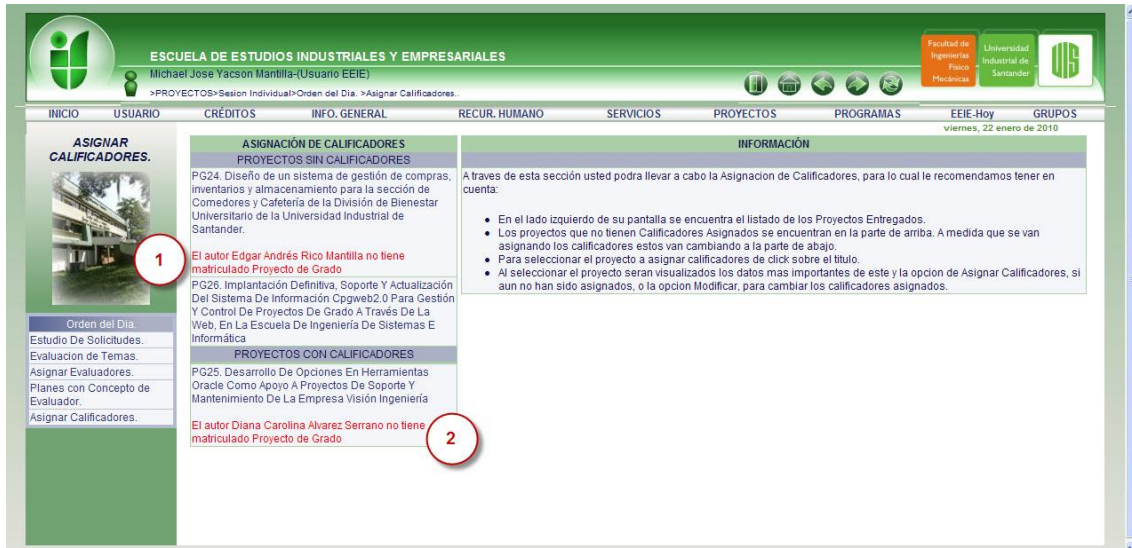 ESCUELA DE ESTUDIOS INDUSTRIALES Y EMPRESARIALES
Michael Jose Yacson Mantilla-(Usuario EEIE)
>PROYECTOS>Sesion Individual>Orden del Dia. >Asignar Calificadores..
Facultad de
Ingenierías
Físico
Mecánicas
Universidad
Industrial de
Santander
UIS
INICIO USUARIO CRÉDITOS INFO. GENERAL RECUR. HUMANO SERVICIOS PROYECTOS PROGRAMAS EEIE-Hoy GRUPOS
viernes, 22 enero de 2010
ASIGNAR
CALIFICADORES.
1
Orden del Dia.
Estudio De Solicitudes.
Evaluacion de Temas.
Asignar Evaluadores.
Planes con Concepto de
Evaluador.
Asignar Calificadores.
ASIGNACIÓN DE CALIFICADORES
PROYECTOS SIN CALIFICADORES
PG24. Diseño de un sistema de gestión de compras,
inventarios y almacenamiento para la sección de
Comedores y Cafetería de la División de Bienestar
Universitario de la Universidad Industrial de
Santander.
El autor Edgar Andrés Rico Mantilla no tiene
matriculado Proyecto de Grado
PG26. Implantación Definitiva, Soporte Y Actualización
Del Sistema De Información Cpgweb2.0 Para Gestión
Y Control De Proyectos De Grado A Través De La
Web, En La Escuela De Ingeniería De Sistemas E
Informática
PROYECTOS CON CALIFICADORES
PG25. Desarrollo De Opciones En Herramientas
Oracle Como Apoyo A Proyectos De Soporte Y
Mantenimiento De La Empresa Visión Ingeniería
El autor Diana Carolina Alvarez Serrano no tiene
matriculado Proyecto de Grado
2
INFORMACIÓN
A traves de esta sección usted podra llevar a cabo la Asignacion de Calificadores, para lo cual le recomendamos tener en
cuenta:
• En el lado izquierdo de su pantalla se encuentra el listado de los Proyectos Entregados.
• Los proyectos que no tienen Calificadores Asignados se encuentran en la parte de arriba. A medida que se van
asignando los calificadores estos van cambiando a la parte de abajo.
• Para seleccionar el proyecto a asignar calificadores de click sobre el titulo.
• Al seleccionar el proyecto seran visualizados los datos mas importantes de este y la opcion de Asignar Calificadores, si
aun no han sido asignados, o la opcion Modificar, para cambiar los calificadores asignados.